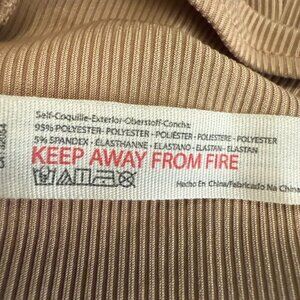 Self-Coquille-Exterior-Oberstoff-Concha:
95% POLYESTER- POLYESTER - POLIÉSTER- POLIESTERE - POLYESTER
5% SPANDEX - ÉLASTHANNE - ELASTANO - ELASTAN - ELASTAN
KEEP AWAY FROM FIRE
Hecho En China/Fabricado Na China